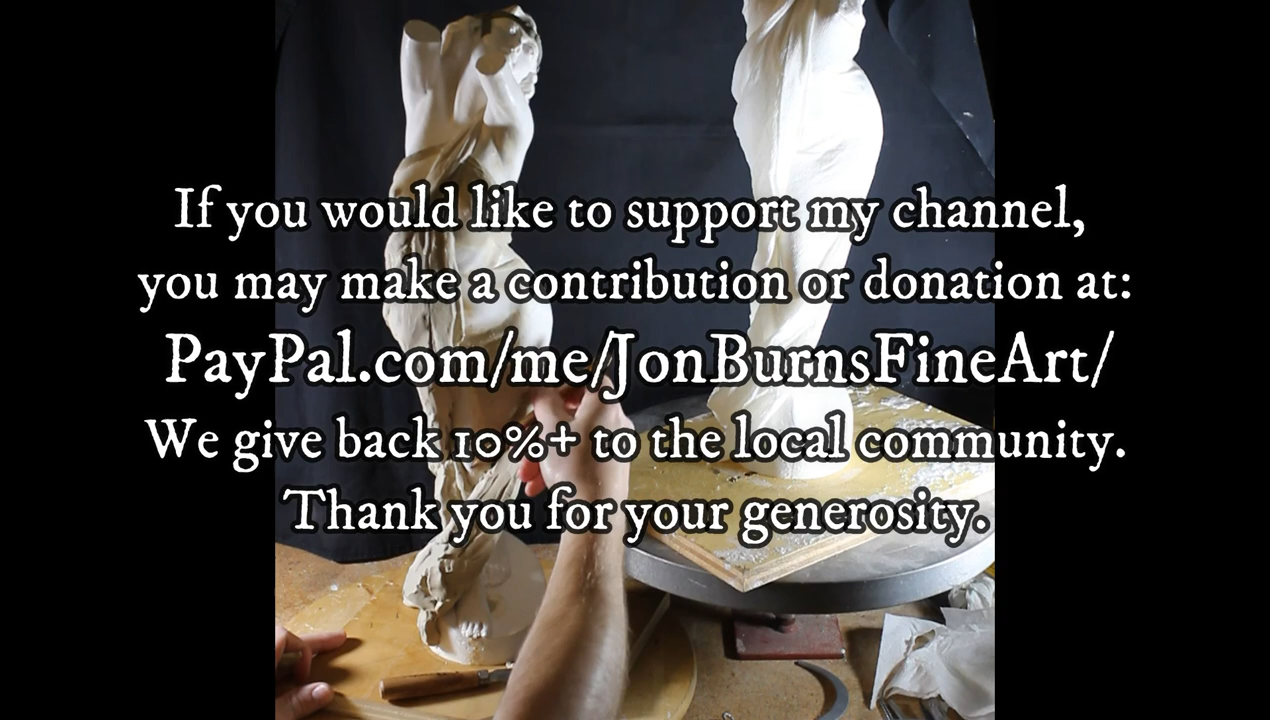 If you would like to support my channel,
you may make a contribution or donation at:
PayPal.com/me/JonBurnsFineArt/
We give back 10%+ to the local community.
Thank you for your generosity.